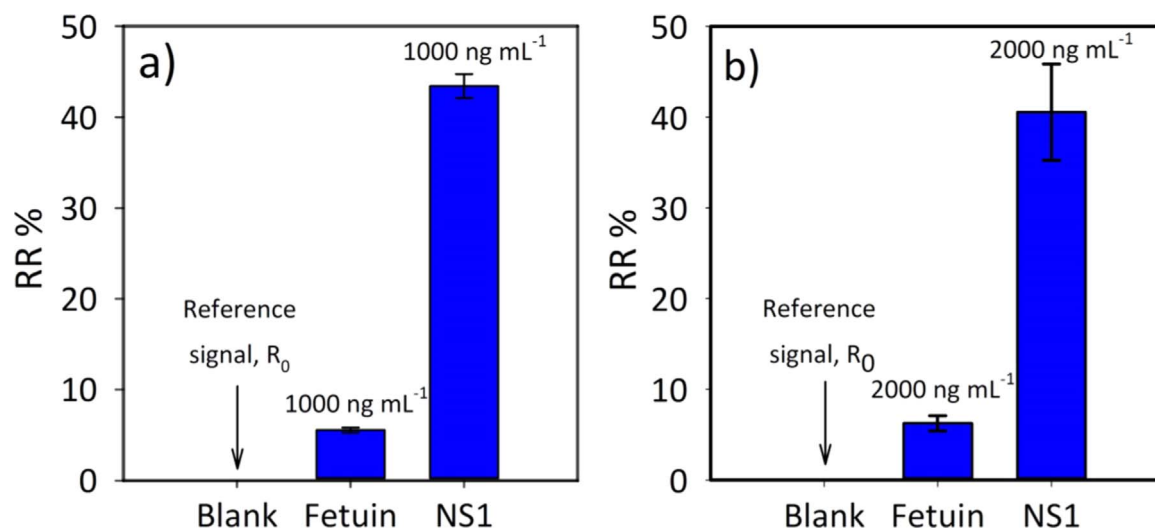 a)
50
40
30
20
10
0
RR %
1000 ng mL⁻¹
Reference
signal, R₀
1000 ng mL⁻¹
Blank Fetuin NS1
b)
50
40
30
20
10
0
RR %
2000 ng mL⁻¹
Reference
signal, R0
2000 ng mL⁻¹
Blank Fetuin NS1